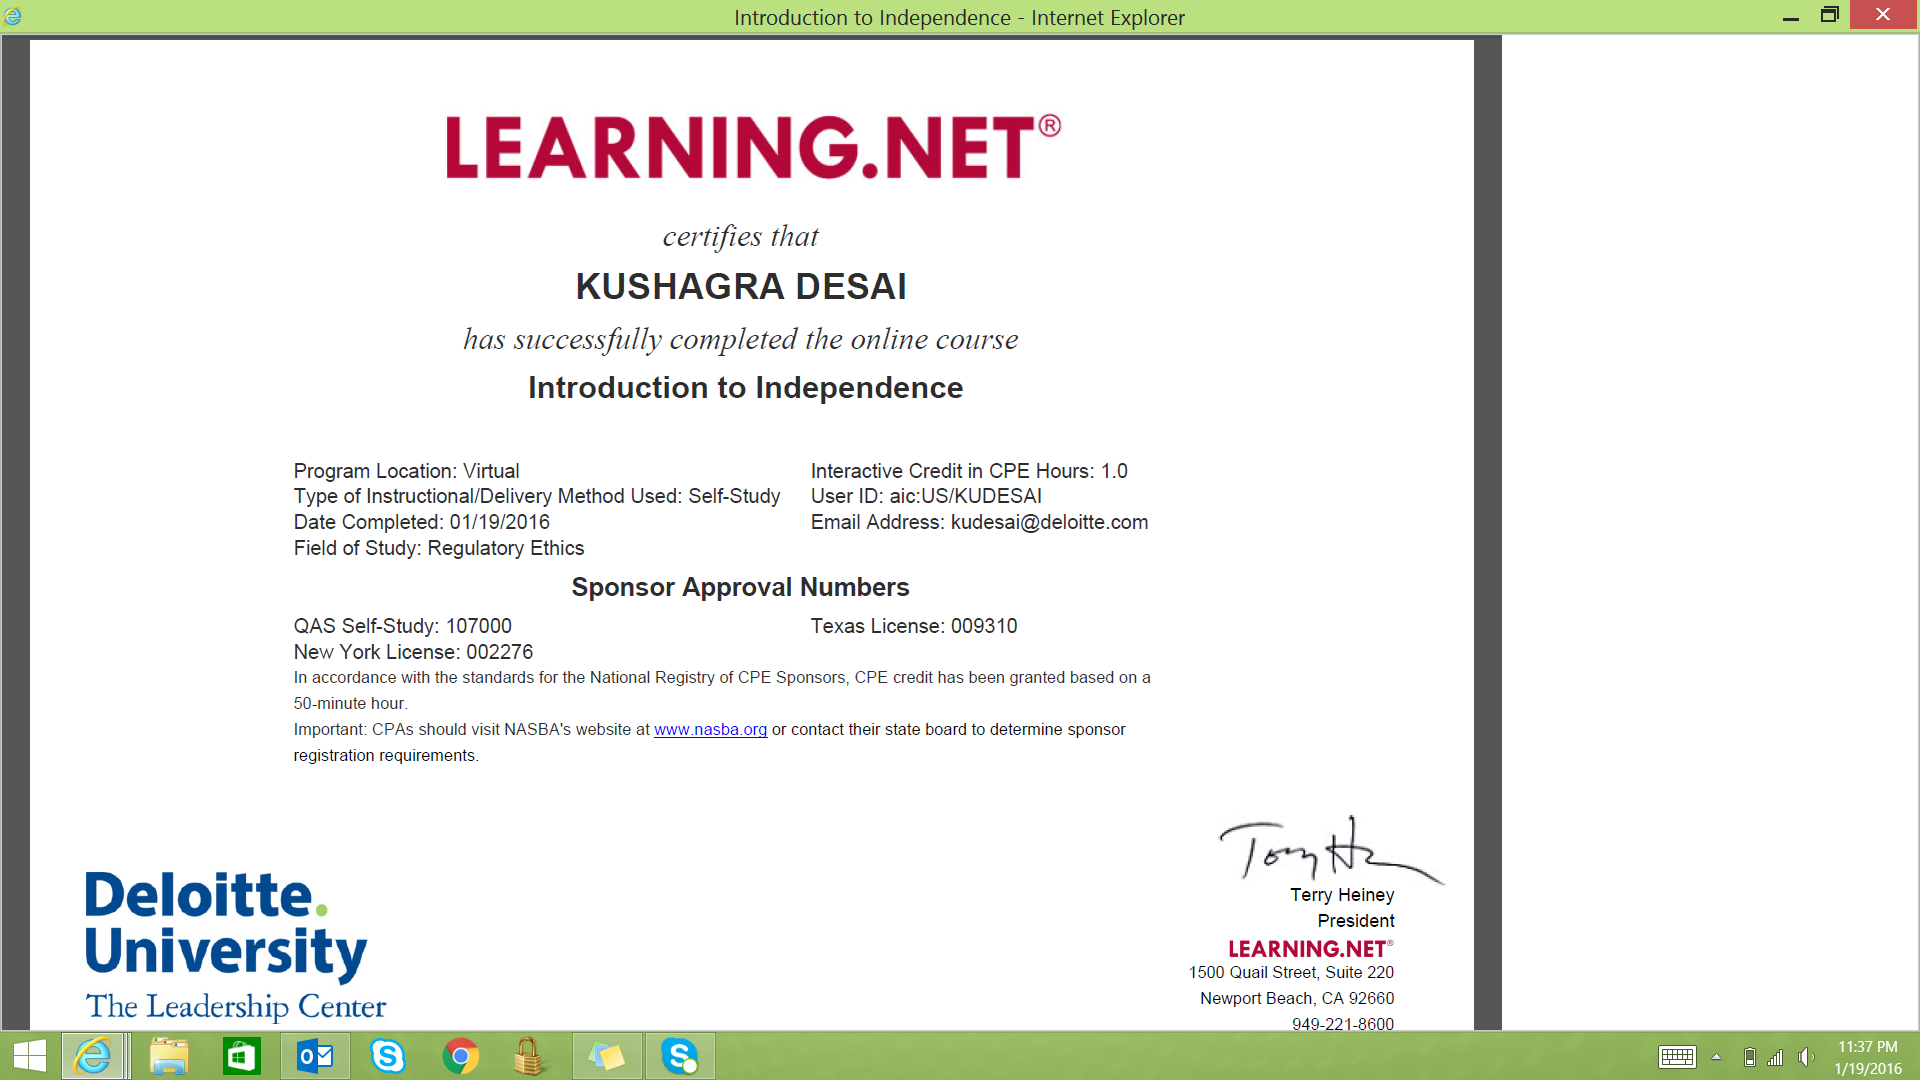 Introduction to Independence - Internet Explorer
LEARNING.NET®
certifies that
KUSHAGRA DESAI
has successfully completed the online course
Introduction to Independence
Program Location: Virtual
Interactive Credit in CPE Hours: 1.0
Type of Instructional/Delivery Method Used: Self-Study
User ID: aic:US/KUDESAI
Date Completed: 01/19/2016
Email Address: kudesai@deloitte.com
Field of Study: Regulatory Ethics
Sponsor Approval Numbers
QAS Self-Study: 107000
Texas License: 009310
New York License: 002276
In accordance with the standards for the National Registry of CPE Sponsors, CPE credit has been granted based on a
50-minute hour.
Important: CPAs should visit NASBA's website at www.nasba.org or contact their state board to determine sponsor
registration requirements.
Terry Heiney
President
LEARNING.NET®
1500 Quail Street, Suite 220
Newport Beach, CA 92660
949-221-8600
Deloitte.
University
The Leadership Center
11:37 PM
1/19/2016